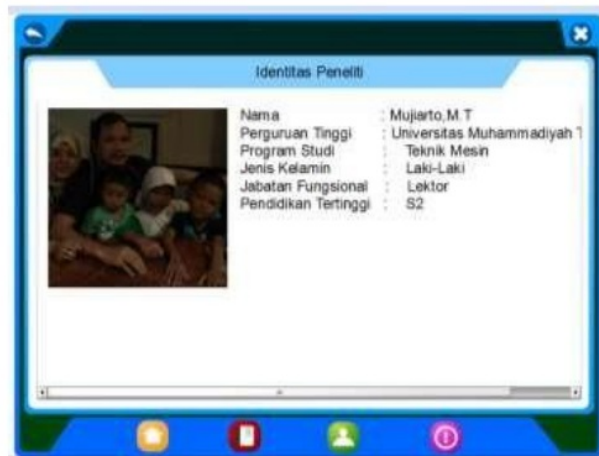 Identitas Peneliti
Nama : Mujiarto,M.T
Perguruan Tinggi : Universitas Muhammadiyah T
Program Studi : Teknik Mesin
Jenis Kelamin : Laki-Laki
Jabatan Fungsional : Lektor
Pendidikan Tertinggi : S2